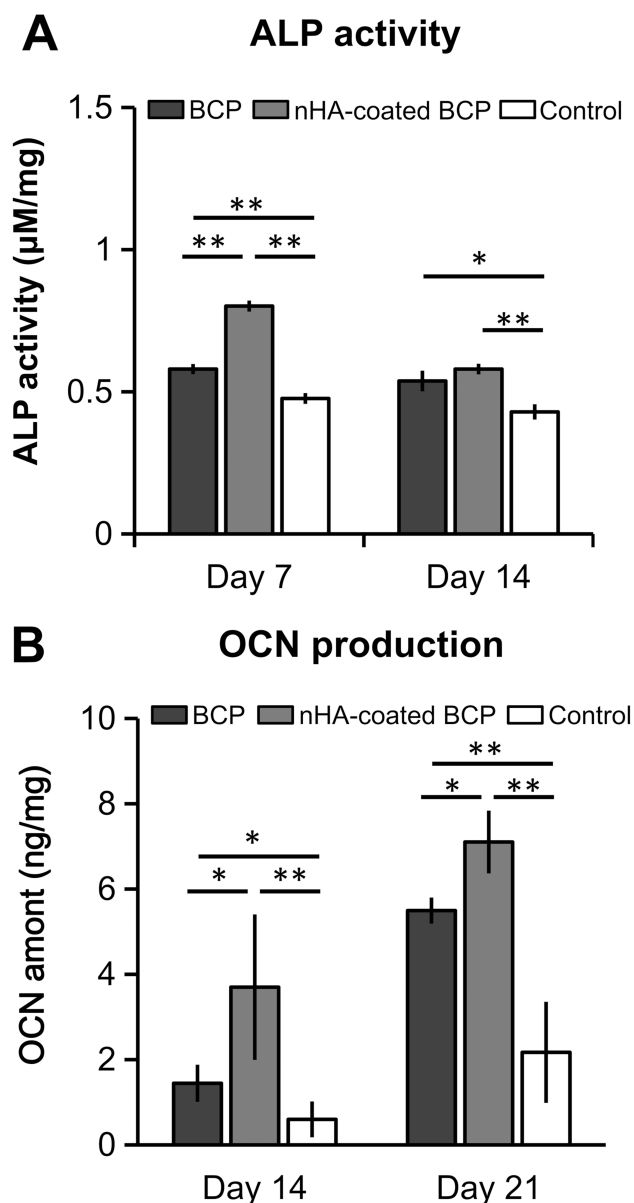 A
ALP activity
BCP nHA-coated BCP Control
ALP activity (µM/mg)
1.5
1
0.5
0
** 
** **
*
**
Day 7 Day 14
B
OCN production
BCP nHA-coated BCP Control
OCN amont (ng/mg)
10
8
6
4
2
0
**
* **
*
* **
Day 14 Day 21